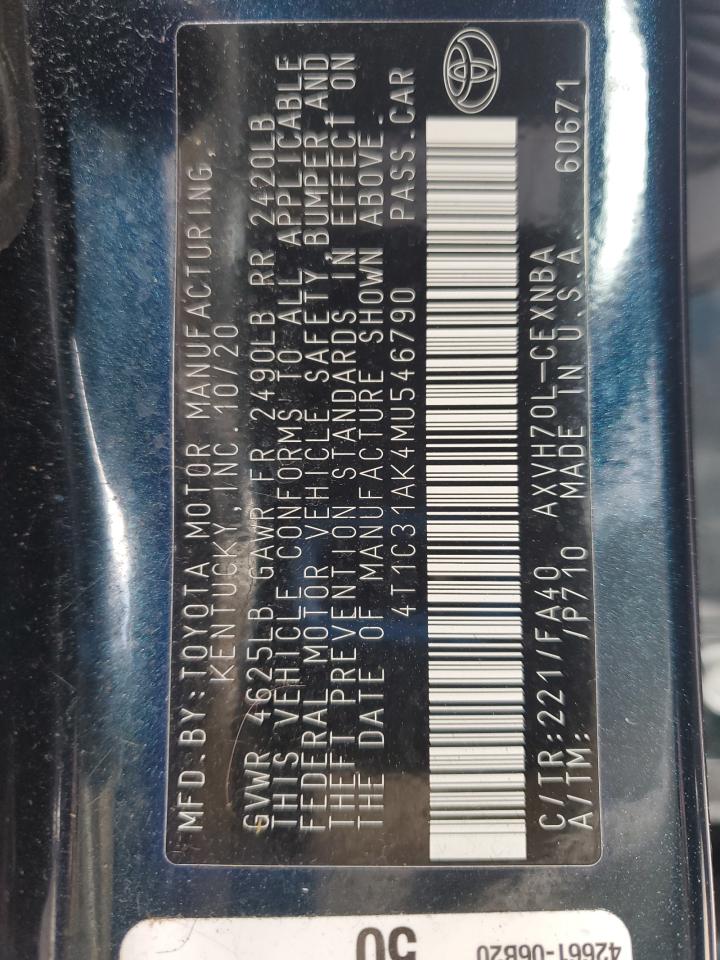 MFD.BY:TOYOTA MOTOR MANUFACTURING
KENTUCKY,INC. 10/20
GVWR 4625LB GAWR FR 2490LB RR 2420LB
THIS VEHICLE CONFORMS TO ALL APPLICABLE
FEDERAL MOTOR VEHICLE SAFETY,BUMPER AND
THEFT PREVENTION STANDARDS IN EFFECT ON
THE DATE OF MANUFACTURE SHOWN ABOVE.
4T1C31AK4MU546790 PASS.CAR
C/TR:221/FA40 AXVH70L-CEXNBA 60671
A/TM: /P710 MADE IN U.S.A.
50
42661-06B20